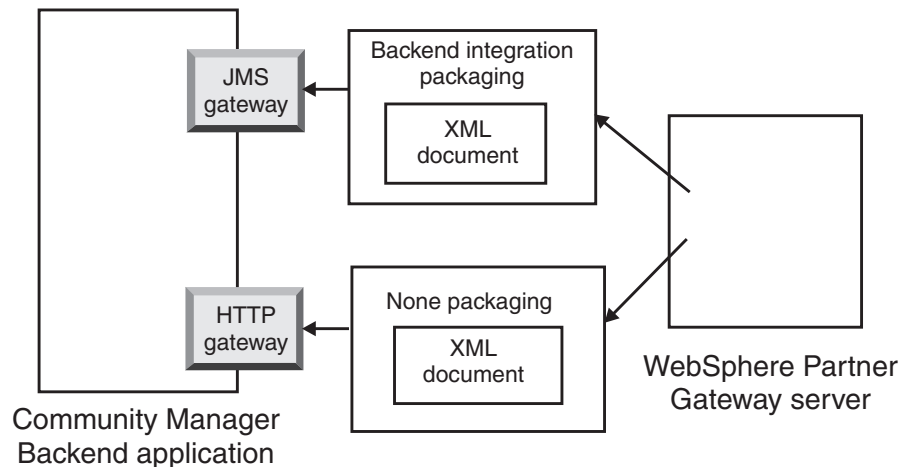 JMS
gateway
Backend integration
packaging
XML
document
HTTP
gateway
None packaging
XML
document
WebSphere Partner
Gateway server
Community Manager
Backend application